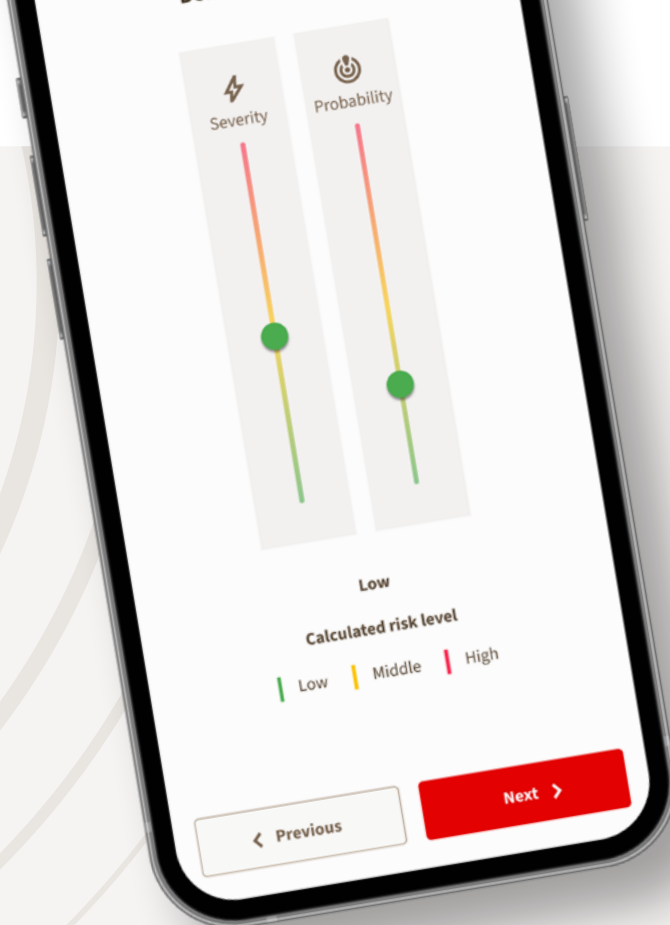 Severity
Probability
Low
Calculated risk level
Low Middle High
Previous
Next